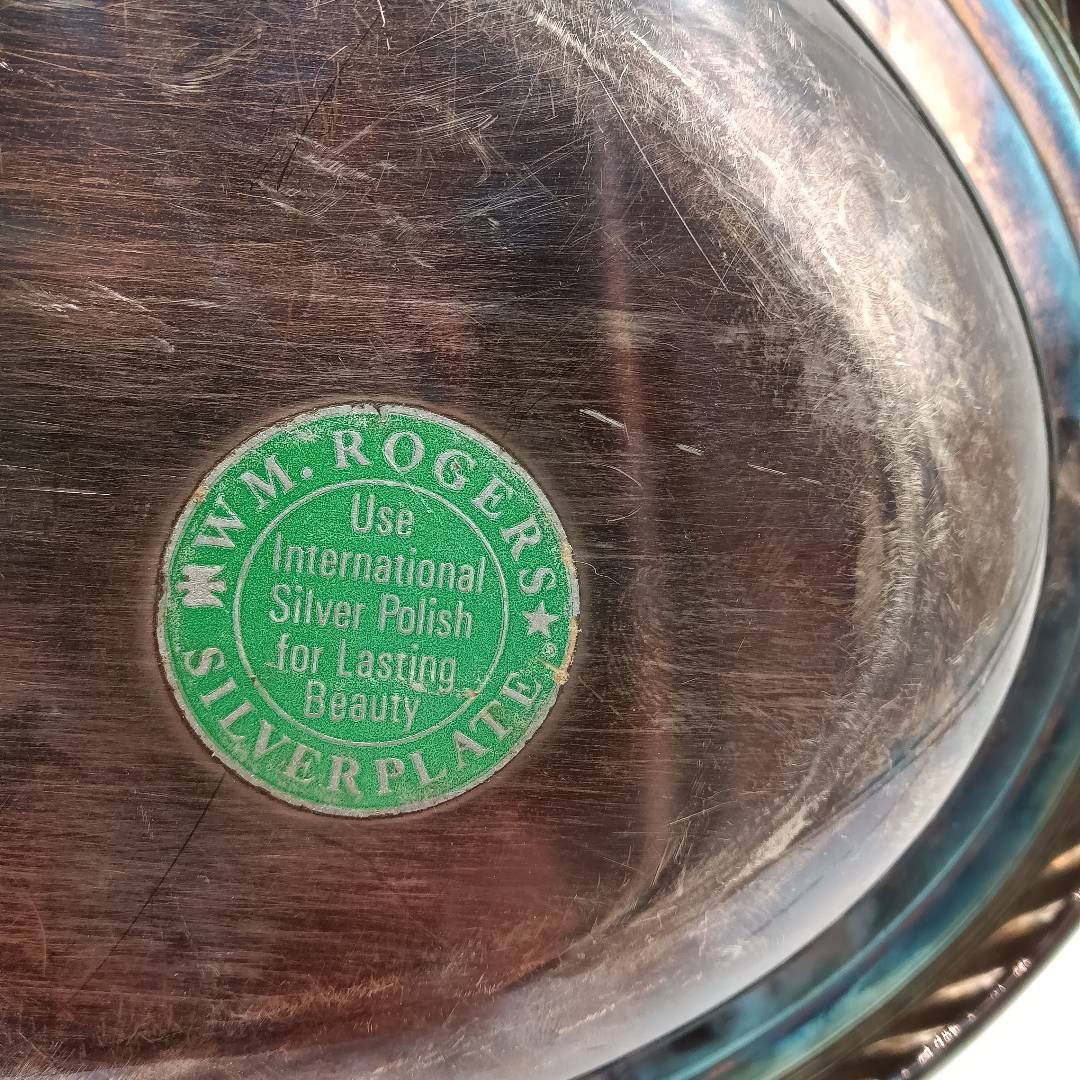 WM. ROGERS★
Use
International
Silver Polish
for Lasting
Beauty
SILVERPLATE®